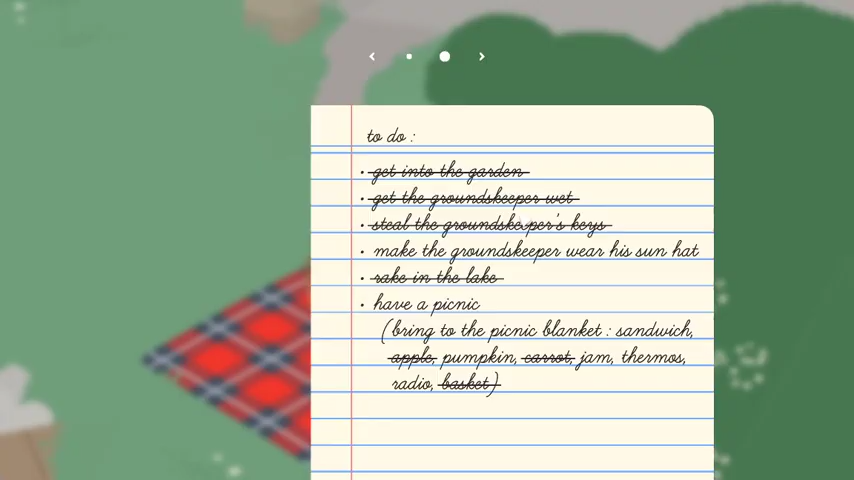 to do :
• get into the garden
• get the groundskeeper wet
• steal the groundskeeper's keys
• make the groundskeeper wear his sun hat
• rake in the lake
• have a picnic
(bring to the picnic blanket : sandwich,
apple, pumpkin, carrot, jam, thermos,
radio, basket)